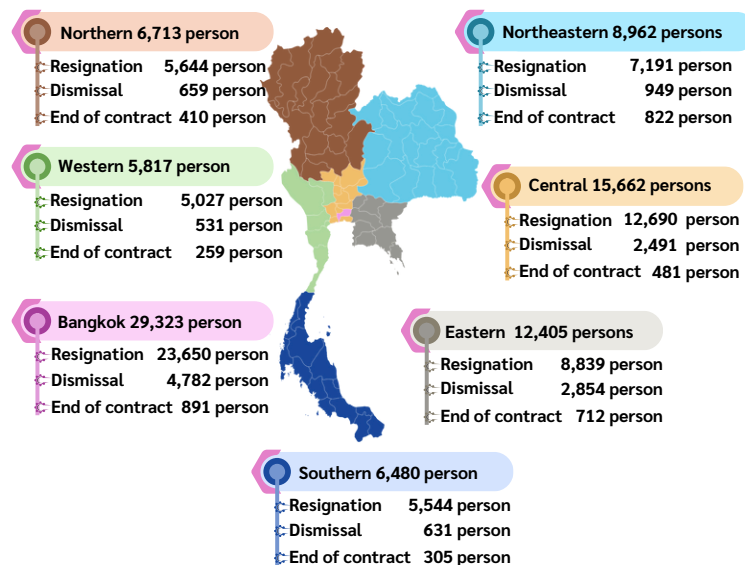 Northern 6,713 person
Resignation 5,644 person
Dismissal 659 person
End of contract 410 person
Northeastern 8,962 persons
Resignation 7,191 person
Dismissal 949 person
End of contract 822 person
Western 5,817 person
Resignation 5,027 person
Dismissal 531 person
End of contract 259 person
Central 15,662 persons
Resignation 12,690 person
Dismissal 2,491 person
End of contract 481 person
Bangkok 29,323 person
Resignation 23,650 person
Dismissal 4,782 person
End of contract 891 person
Eastern 12,405 persons
Resignation 8,839 person
Dismissal 2,854 person
End of contract 712 person
Southern 6,480 person
Resignation 5,544 person
Dismissal 631 person
End of contract 305 person